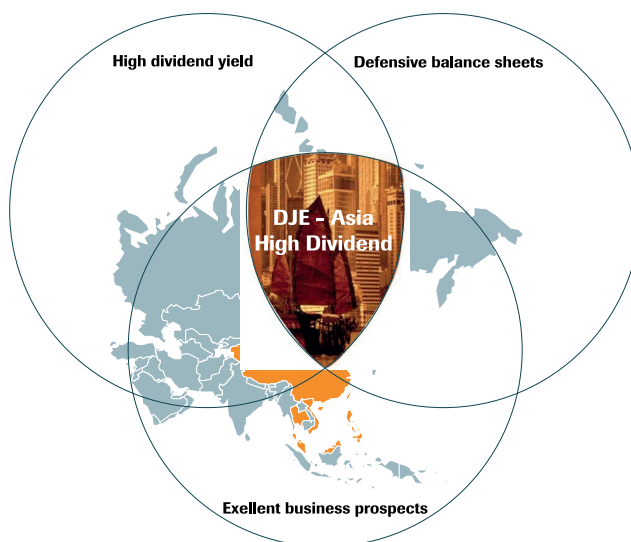 High dividend yield
Defensive balance sheets
DJE - Asia
High Dividend
Exellent business prospects